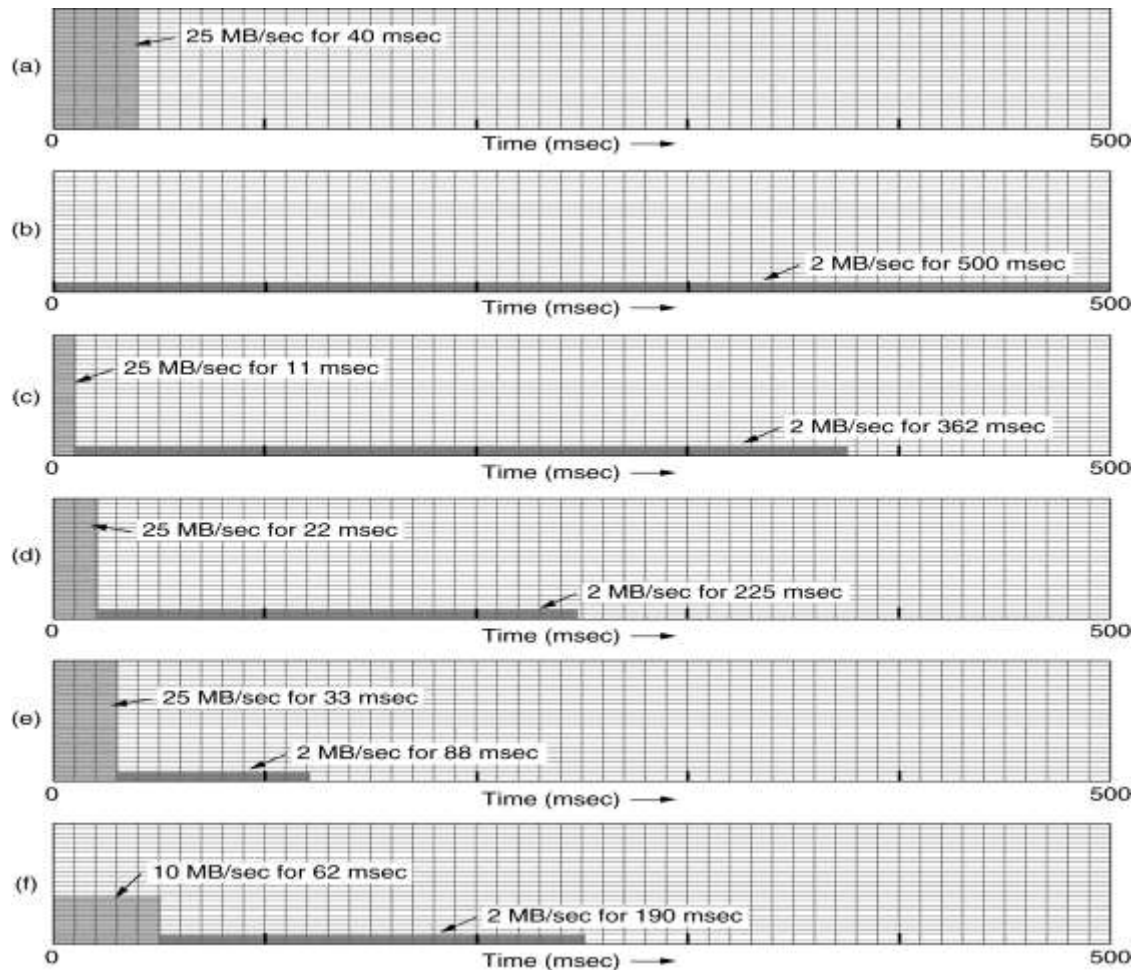 25 MB/sec for 40 msec
(a)
0
Time (msec)
500
(b)
2 MB/sec for 500 msec
0
Time (msec)
500
25 MB/sec for 11 msec
(c)
2 MB/sec for 362 msec
0
Time (msec)
500
25 MB/sec for 22 msec
(d)
2 MB/sec for 225 msec
0
Time (msec)
500
25 MB/sec for 33 msec
(e)
2 MB/sec for 88 msec
0
Time (msec)
500
10 MB/sec for 62 msec
(f)
2 MB/sec for 190 msec
0
Time (msec)
500